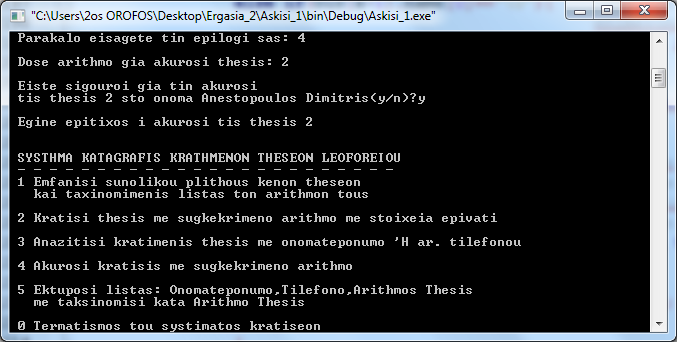 "C:\Users\2os OROFOS\Desktop\Ergasia_2\Askisi_1\bin\Debug\Askisi_1.exe"
Parakalo eisagete tin epilogi sas: 4
Dose arithmo gia akurosi thesis: 2
Eiste sigouroi gia tin akurosi
tis thesis 2 sto onoma Anestopoulos Dimitris(y/n)?y
Egine epitixos i akurosi tis thesis 2
SYSTHMA KATAGRAFIS KRATHMENON THESEON LEOFOREIOU
- - - - - - - - - - - - - - - - - - - - - - - -
1 Emfanisi sunolikou plithous kenon theseon
kai taxinomimenis listas ton arithmon tous
2 Kratisi thesis me sugkekrimeno arithmo me stoixeia epivati
3 Anazitisi kratimenis thesis me onomateponumo 'H ar. tilefonou
4 Akurosi kratisis me sugkekrimeno arithmo
5 Ektuposi listas: Onomateponumo,Tilefono,Arithmos Thesis
me taksinomisi kata Arithmo Thesis
0 Termatismos tou systimatos kratiseon